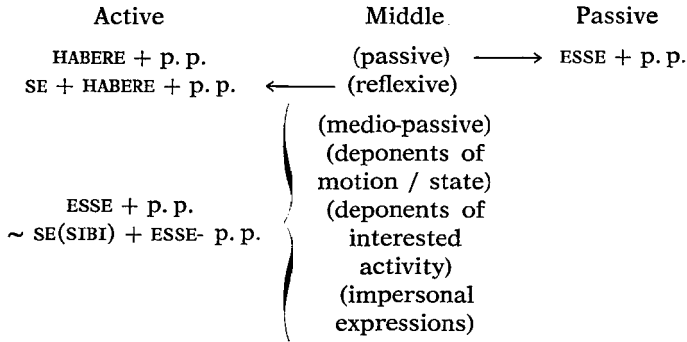 Active Middle Passive
HABERE + p. p. (passive) ⟶ ESSE + p. p.
SE + HABERE + p. p. ⟵ (reflexive)
(medio-passive)
(deponents of
motion / state)
ESSE + p. p. (deponents of
~ SE(SIBI) + ESSE- p. p. interested
activity)
(impersonal
expressions)